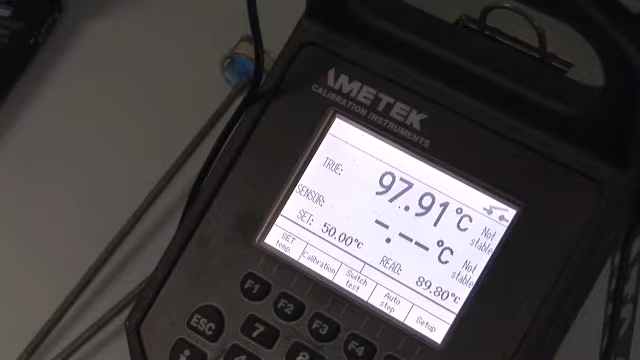 AMETEK
CALIBRATION INSTRUMENTS
TRUE: 97.91°C Not stable
SENSOR: -.--°C Not stable
SET: 50.00°C READ: 89.80°C
SET temp. Calibration Switch test Auto step Setup
F1 F2 F3 F4
ESC 7